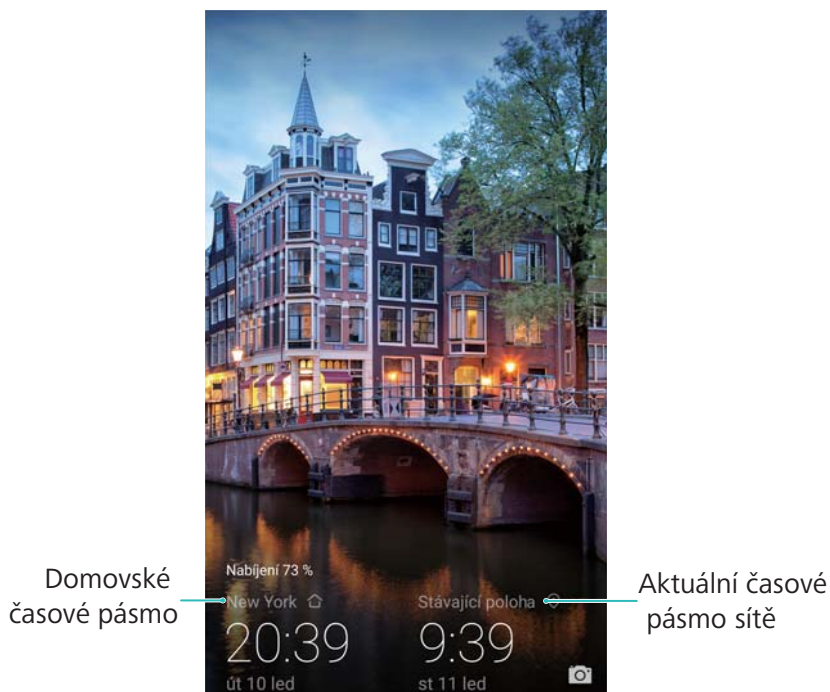 Nabíjení 73 %
Domovské
časové pásmo
New York
Stávající poloha
Aktuální časové
pásmo sítě
20:39
9:39
út 10 led
st 11 led